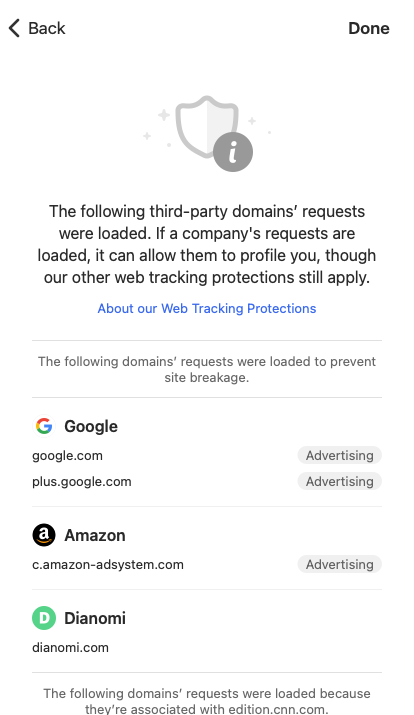 Back
Done
The following third-party domains’ requests
were loaded. If a company's requests are
loaded, it can allow them to profile you, though
our other web tracking protections still apply.
About our Web Tracking Protections
The following domains’ requests were loaded to prevent
site breakage.
Google
google.com Advertising
plus.google.com Advertising
Amazon
c.amazon-adsystem.com Advertising
D Dianomi
dianomi.com
The following domains’ requests were loaded because
they’re associated with edition.cnn.com.